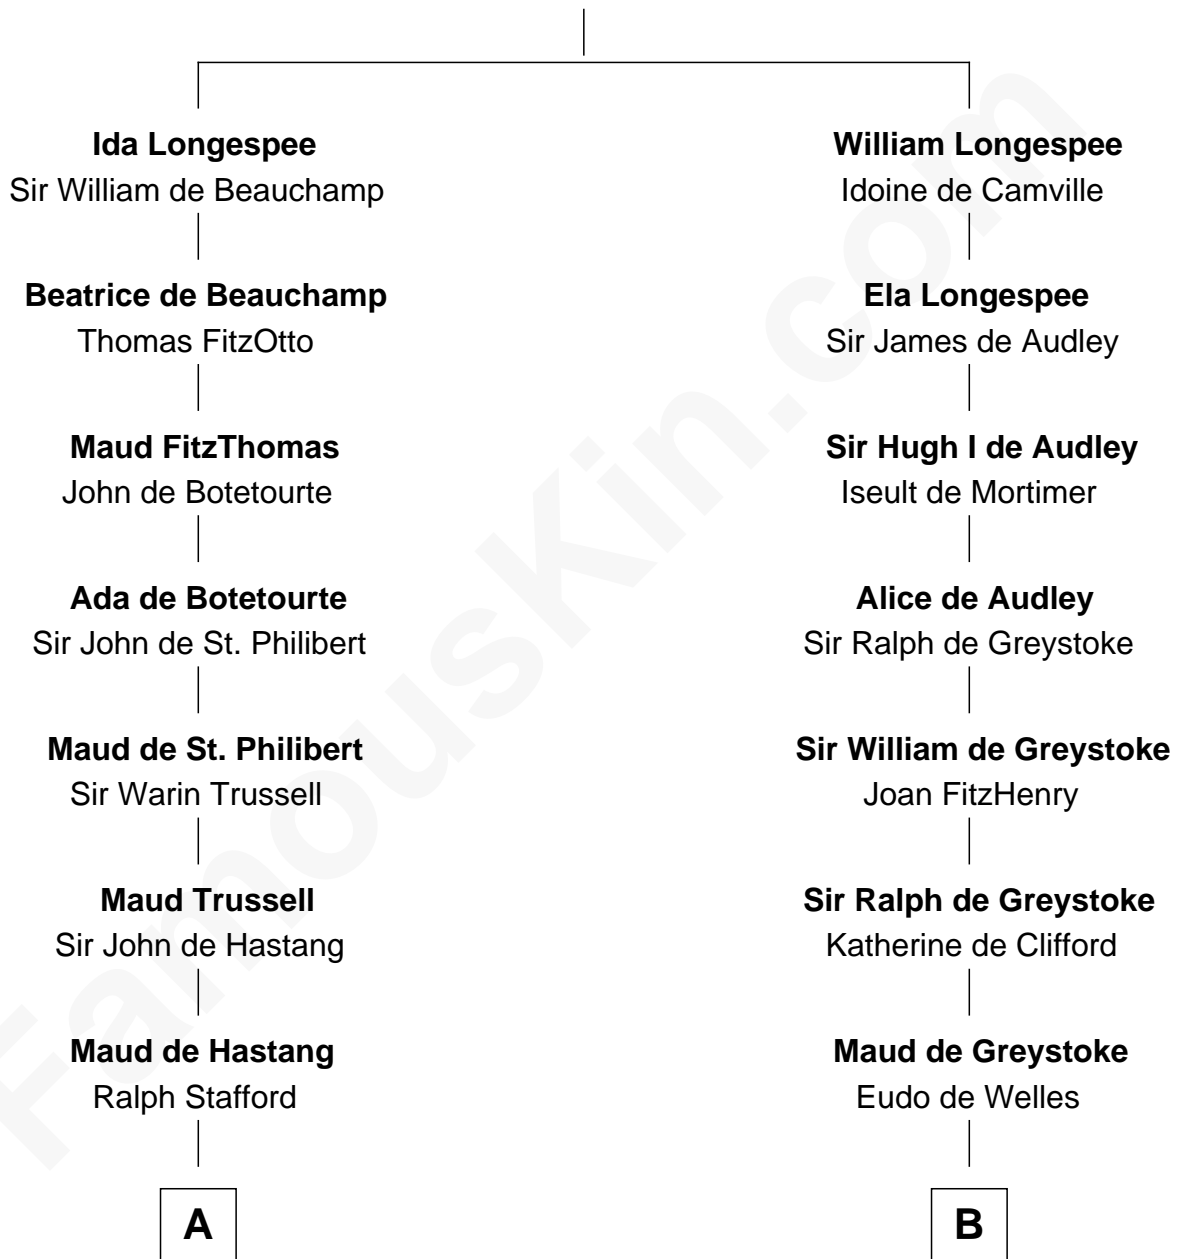 Ida Longespee
Sir William de Beauchamp
William Longespee
Idoine de Camville
Beatrice de Beauchamp
Thomas FitzOtto
Ela Longespee
Sir James de Audley
Maud FitzThomas
John de Botetourte
Sir Hugh I de Audley
Iseult de Mortimer
Ada de Botetourte
Sir John de St. Philibert
Alice de Audley
Sir Ralph de Greystoke
Maud de St. Philibert
Sir Warin Trussell
Sir William de Greystoke
Joan FitzHenry
Maud Trussell
Sir John de Hastang
Sir Ralph de Greystoke
Katherine de Clifford
Maud de Hastang
Ralph Stafford
Maud de Greystoke
Eudo de Welles
A
B
FamousKin.com